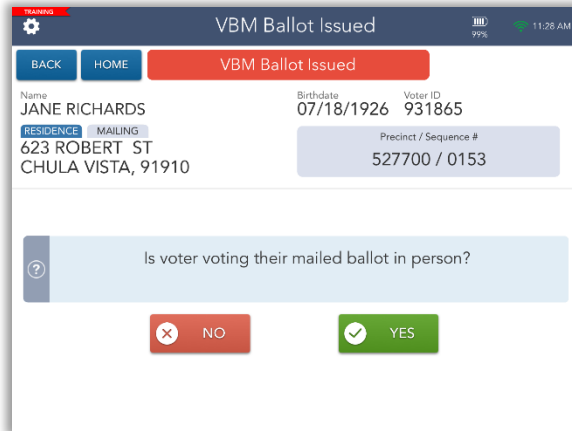 TRAINING
VBM Ballot Issued
99%
11:28 AM
BACK HOME VBM Ballot Issued
Name Birthdate Voter ID
JANE RICHARDS 07/18/1926 931865
RESIDENCE MAILING Precinct / Sequence #
623 ROBERT ST 527700 / 0153
CHULA VISTA, 91910
? Is voter voting their mailed ballot in person?
NO YES